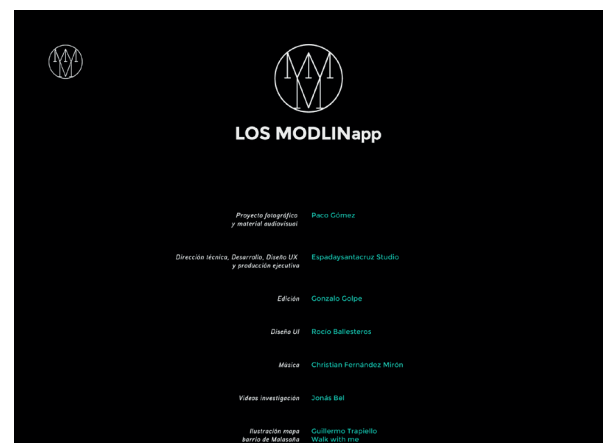 LOS MODLINapp
Proyecto fotográfico
y material audiovisual
Paco Gómez
Dirección técnica, Desarrollo, Diseño UX
y producción ejecutiva
Espadaysantacruz Studio
Edición
Gonzalo Golpe
Diseño UI
Rocío Ballesteros
Música
Christian Fernández Mirón
Vídeos investigación
Jonás Bel
Ilustración mapa
barrio de Malasaña
Guillermo Trapiello
Walk with me